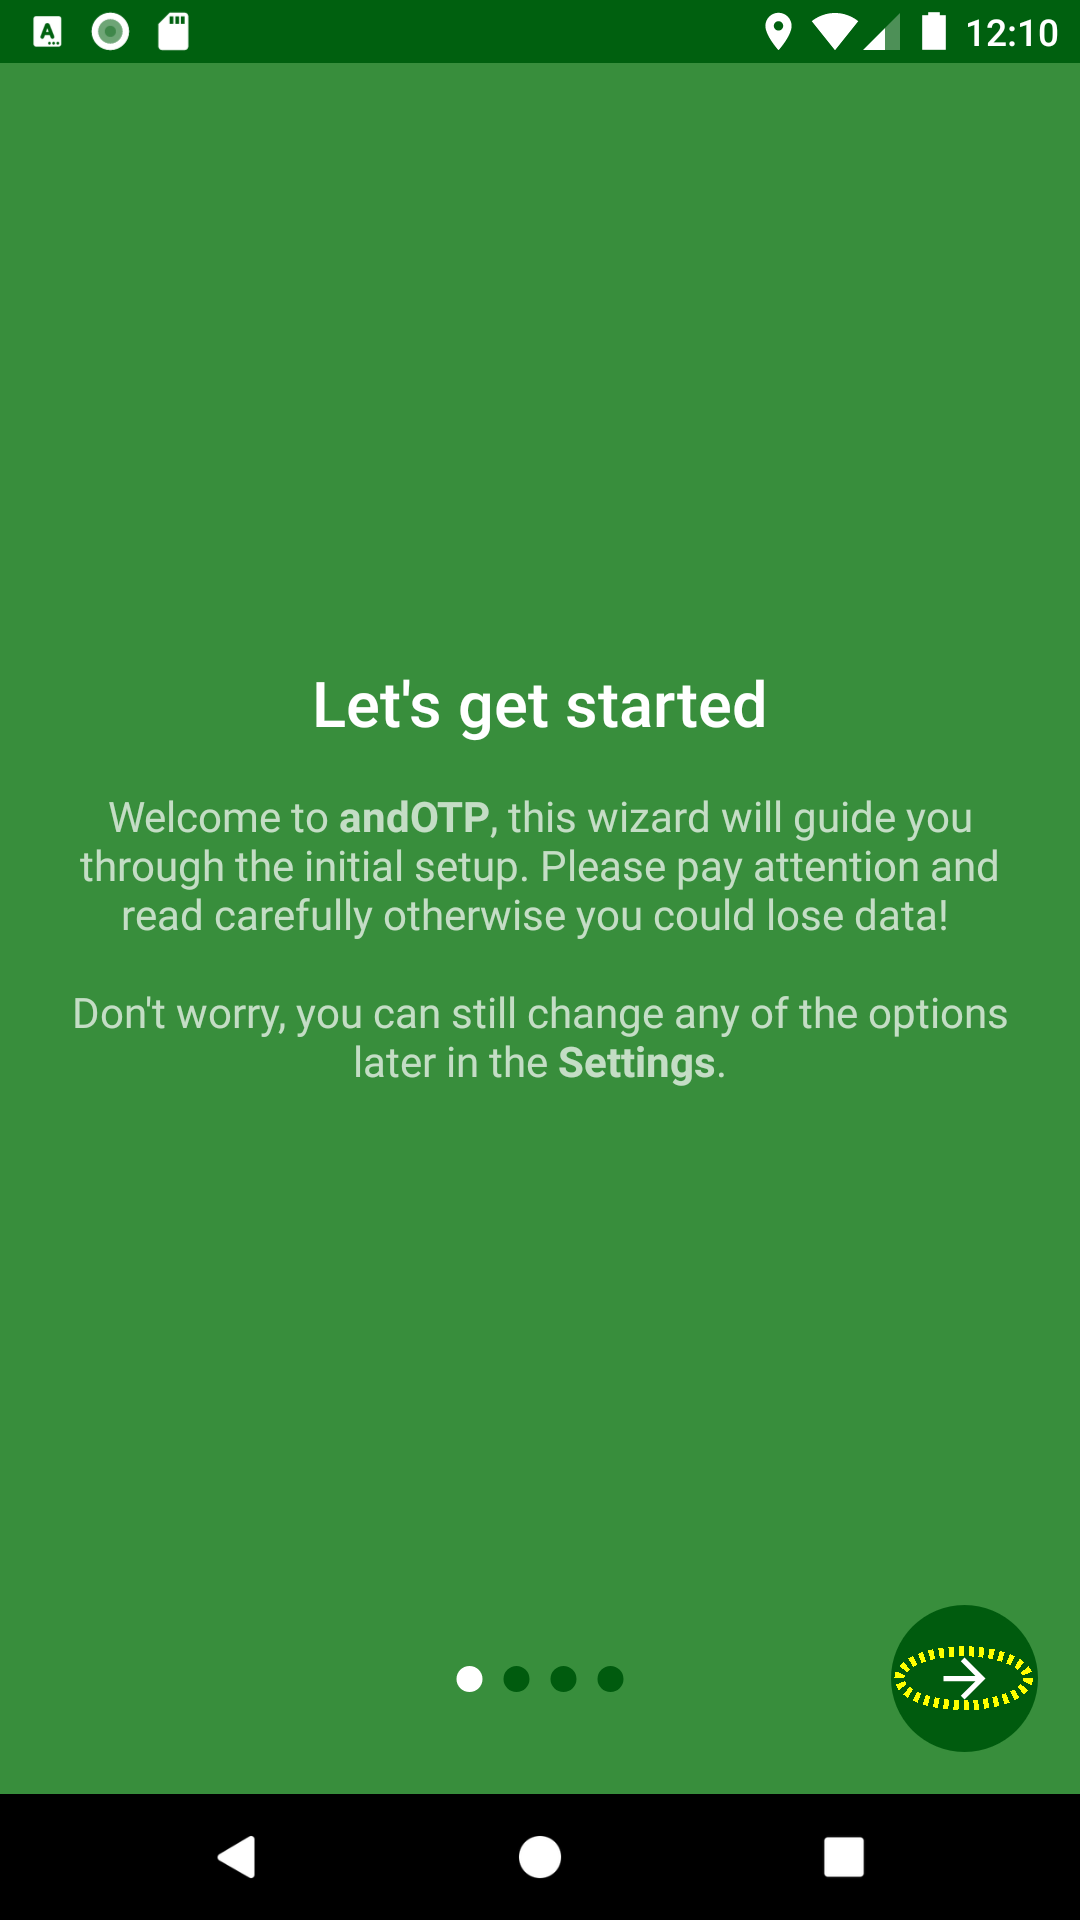 12:10
Let's get started
Welcome to andOTP, this wizard will guide you
through the initial setup. Please pay attention and
read carefully otherwise you could lose data!
Don't worry, you can still change any of the options
later in the Settings.